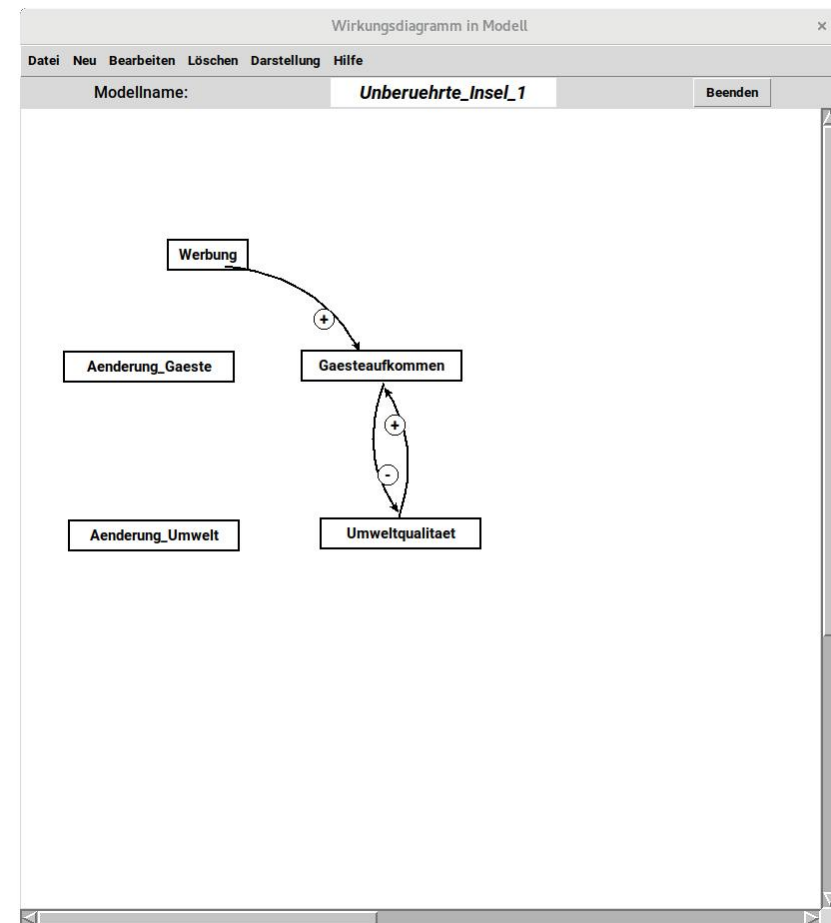 Wirkungsdiagramm in Modell ×
Datei Neu Bearbeiten Löschen Darstellung Hilfe
Modellname: Unberuehrte_Insel_1 Beenden
Werbung
+
Aenderung_Gaeste Gaesteaufkommen
+
-
Aenderung_Umwelt Umweltqualitaet